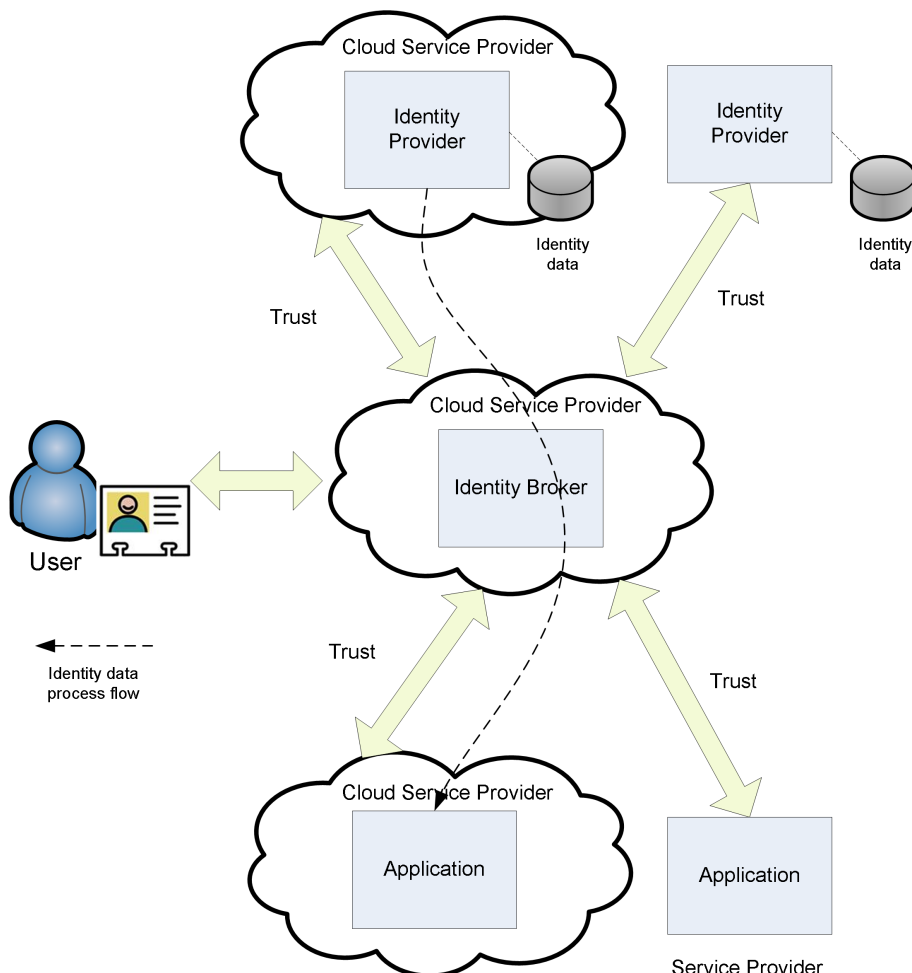 Cloud Service Provider
Identity
Provider
Identity
Provider
Identity
data
Identity
data
Trust
Trust
Cloud Service Provider
Identity Broker
User
Identity data
process flow
Trust
Trust
Cloud Service Provider
Application
Application
Service Provider